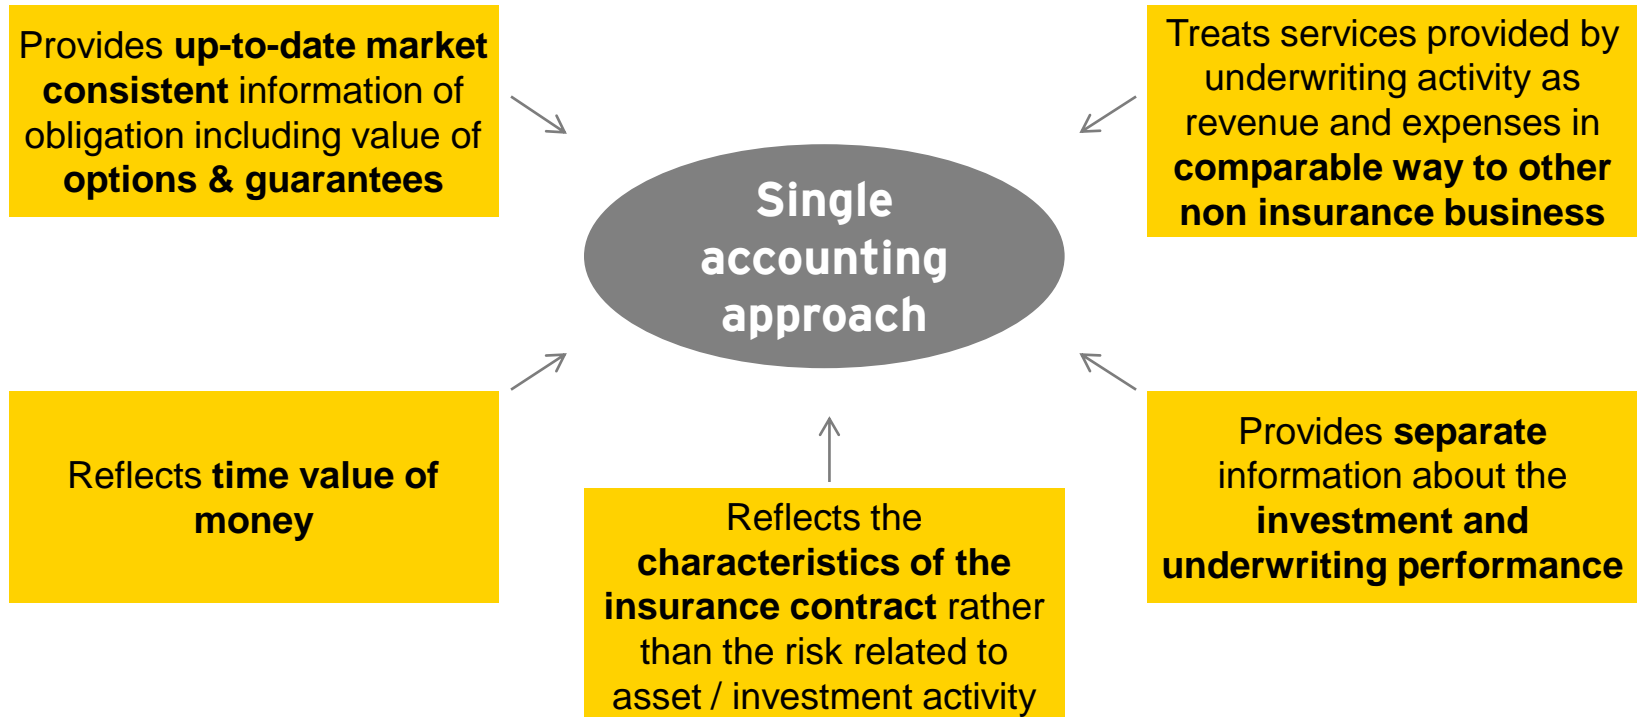 Provides up-to-date market
consistent information of
obligation including value of
options & guarantees
Treats services provided by
underwriting activity as
revenue and expenses in
comparable way to other
non insurance business
Single
accounting
approach
Reflects time value of
money
Reflects the
characteristics of the
insurance contract rather
than the risk related to
asset / investment activity
Provides separate
information about the
investment and
underwriting performance